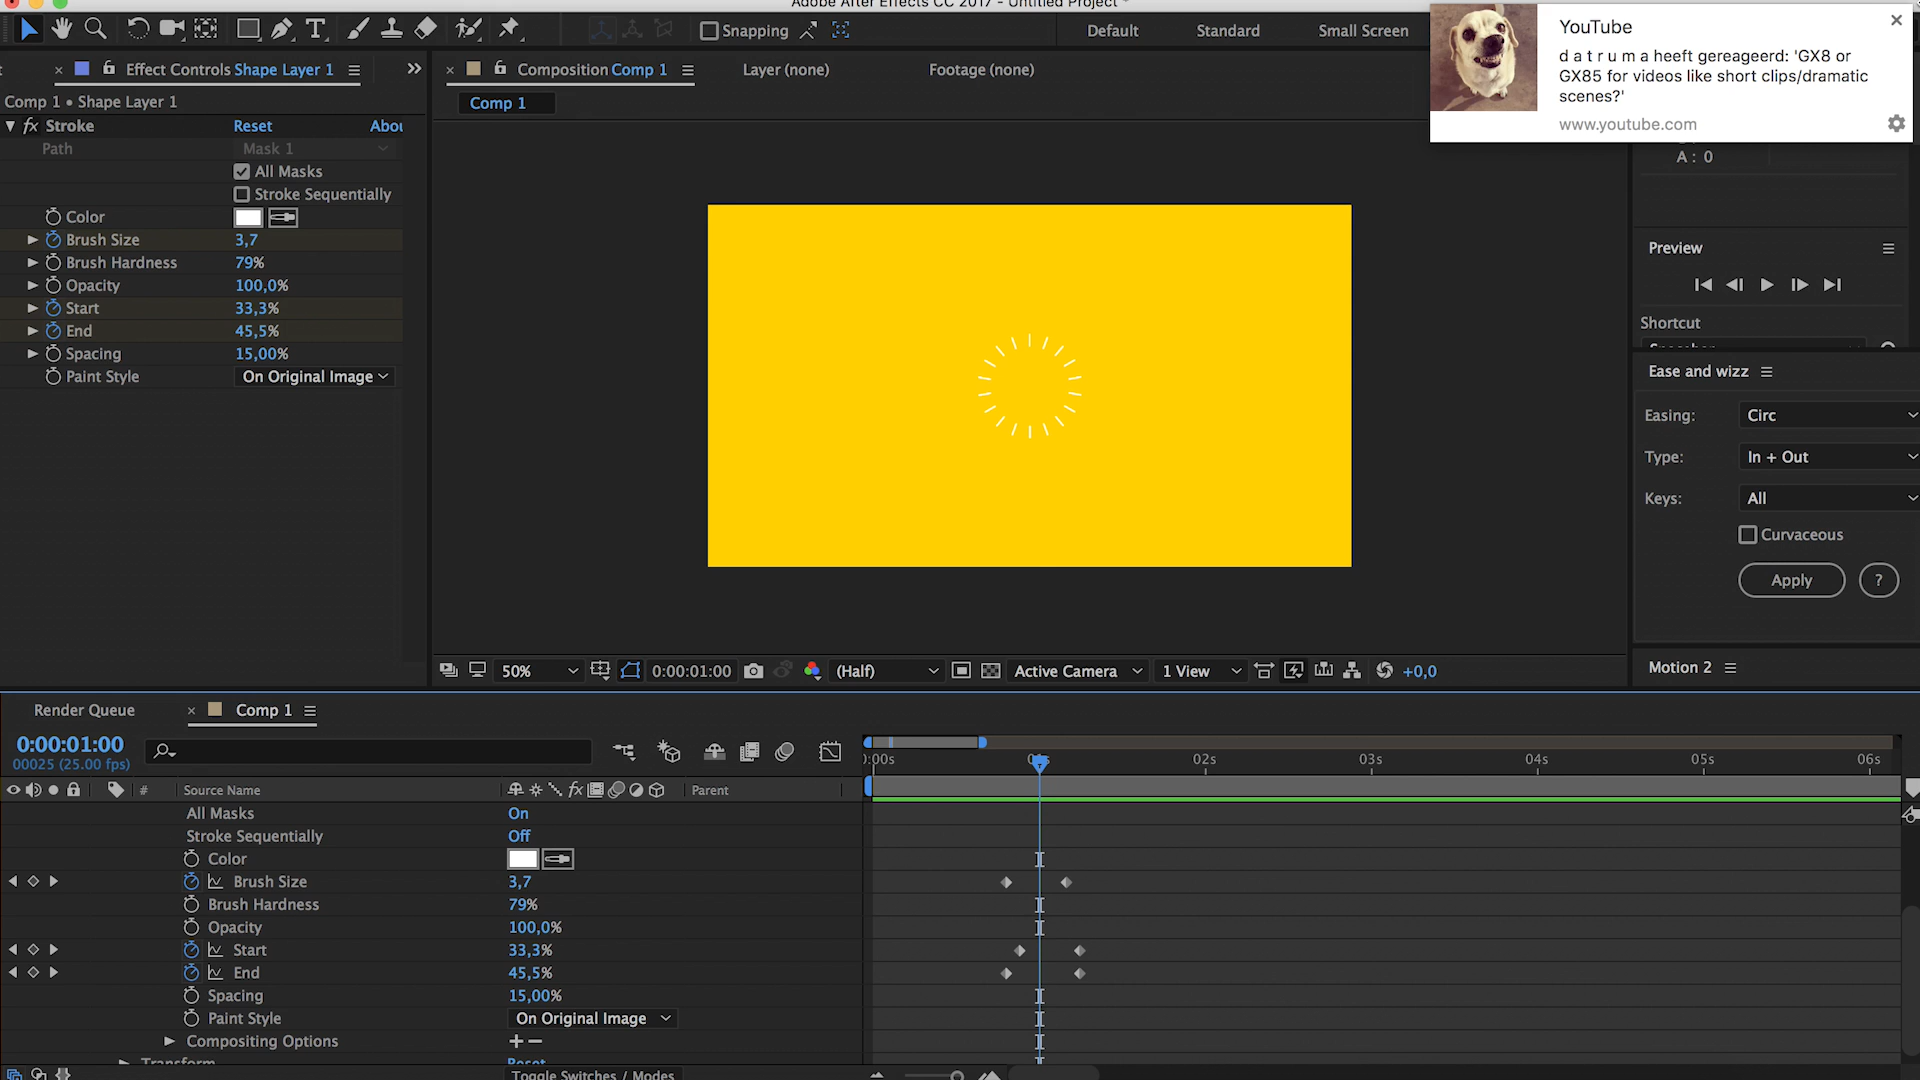 Adobe After Effects CC 2017 - Untitled Project
Snapping
Default
Standard
Small Screen
YouTube
d a t r u m a heeft gereageerd: 'GX8 or
GX85 for videos like short clips/dramatic
scenes?'
www.youtube.com
Effect Controls Shape Layer 1
Composition Comp 1
Layer (none)
Footage (none)
Comp 1 • Shape Layer 1
Comp 1
fx Stroke
Reset
Abou
Path
Mask 1
All Masks
Stroke Sequentially
Color
Brush Size
3,7
Brush Hardness
79%
Opacity
100,0%
Start
33,3%
End
45,5%
Spacing
15,00%
Paint Style
On Original Image
A: 0
Preview
Shortcut
Ease and wizz
Easing:
Circ
Type:
In + Out
Keys:
All
Curvaceous
Apply
?
Motion 2
50%
0:00:01:00
(Half)
Active Camera
1 View
+0,0
Render Queue
Comp 1
0:00:01:00
00025 (25.00 fps)
0:00s
02s
03s
04s
05s
06s
#
Source Name
fx
Parent
All Masks
On
Stroke Sequentially
Off
Color
Brush Size
3,7
Brush Hardness
79%
Opacity
100,0%
Start
33,3%
End
45,5%
Spacing
15,00%
Paint Style
On Original Image
Compositing Options
+ –
Transform
Reset
Toggle Switches / Modes